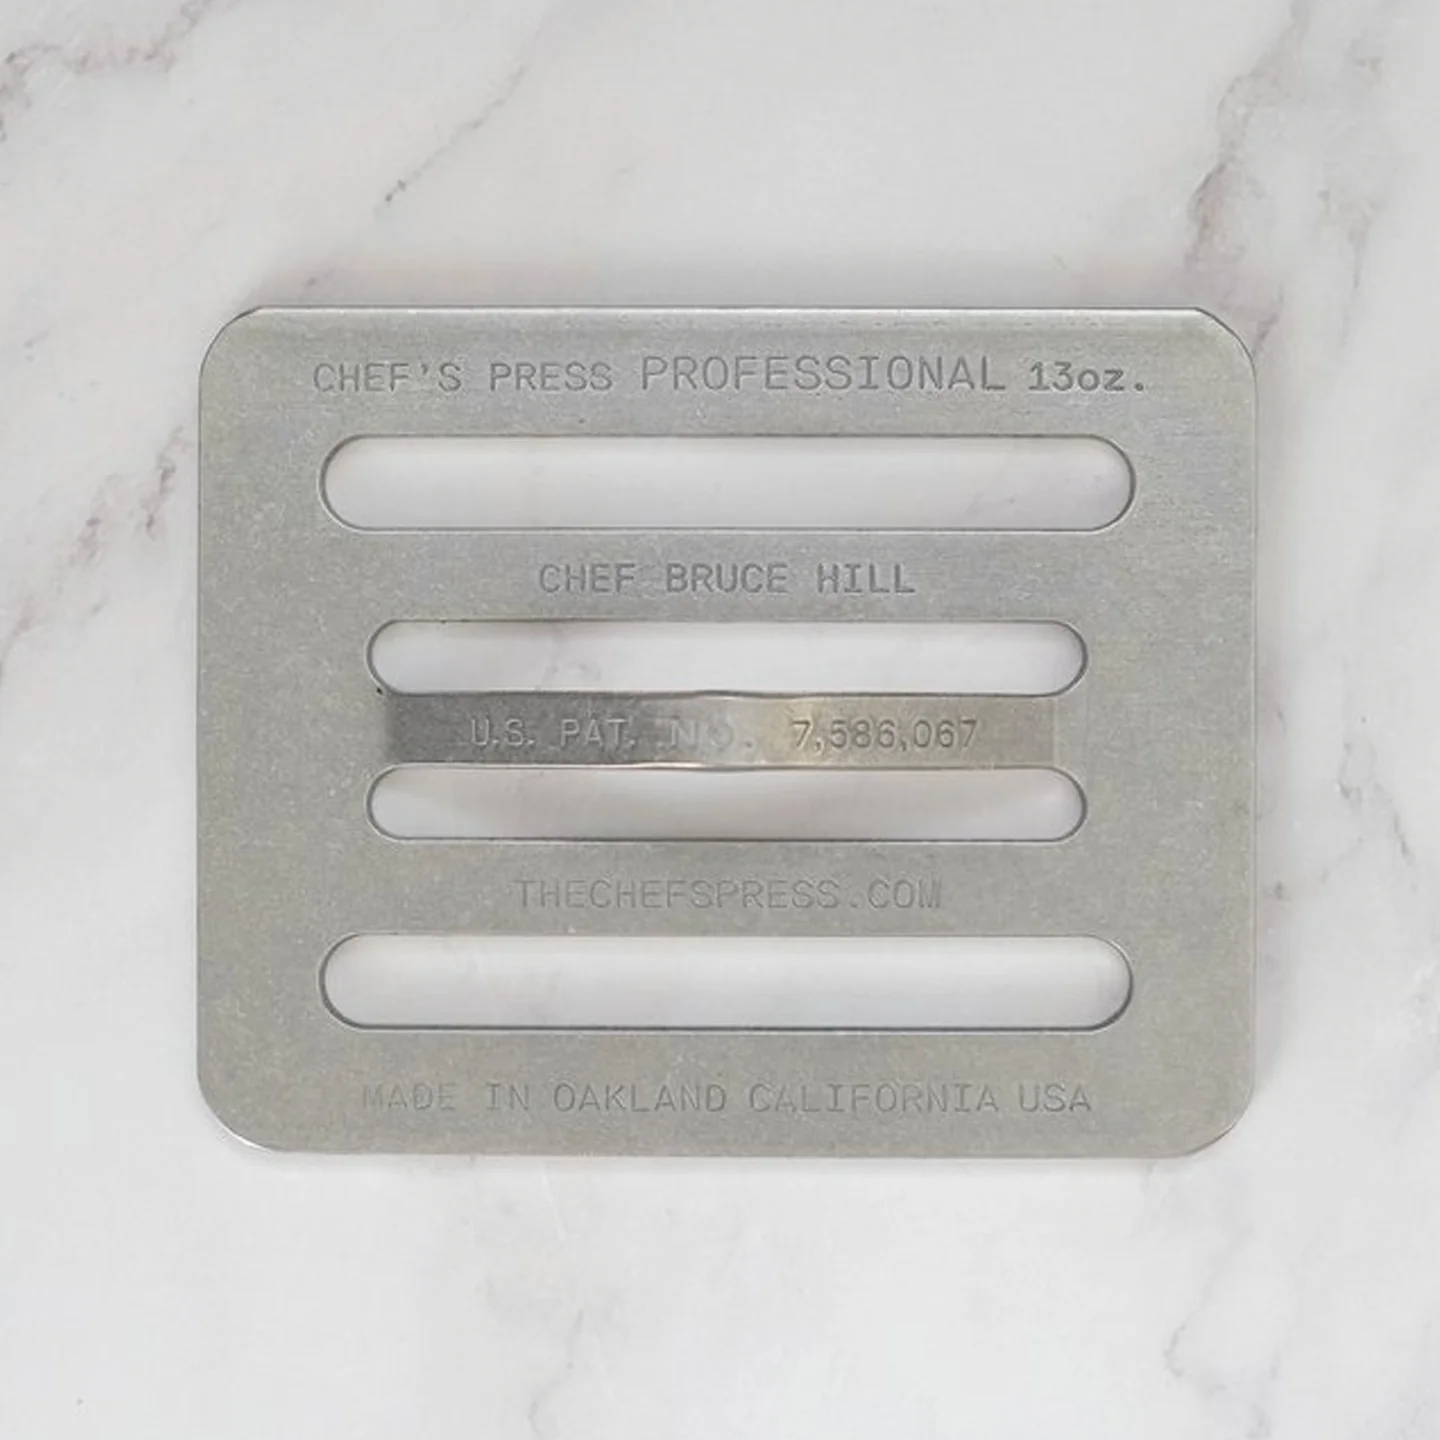 CHEF'S PRESS PROFESSIONAL 13oz.
CHEF BRUCE HILL
U.S. PAT. NO. 7,586,067
THECHEFSPRESS.COM
MADE IN OAKLAND CALIFORNIA USA